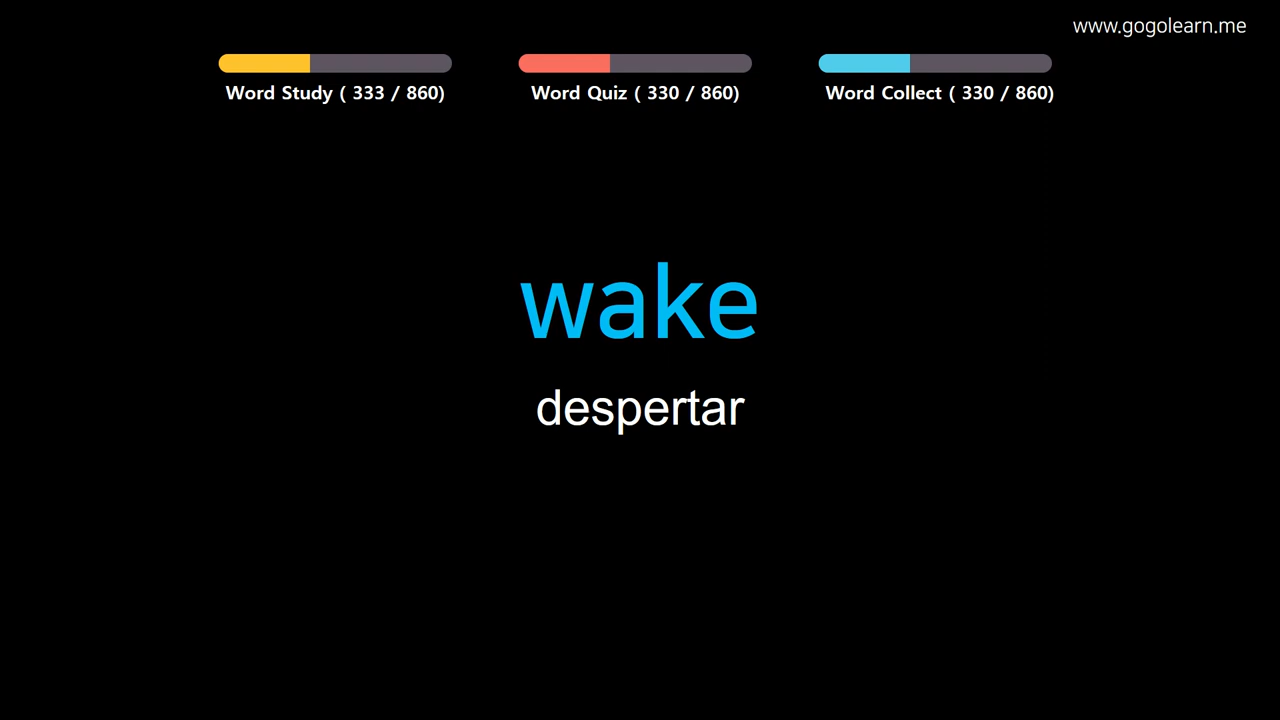 www.gogolearn.me
Word Study ( 333 / 860)
Word Quiz ( 330 / 860)
Word Collect ( 330 / 860)
wake
despertar